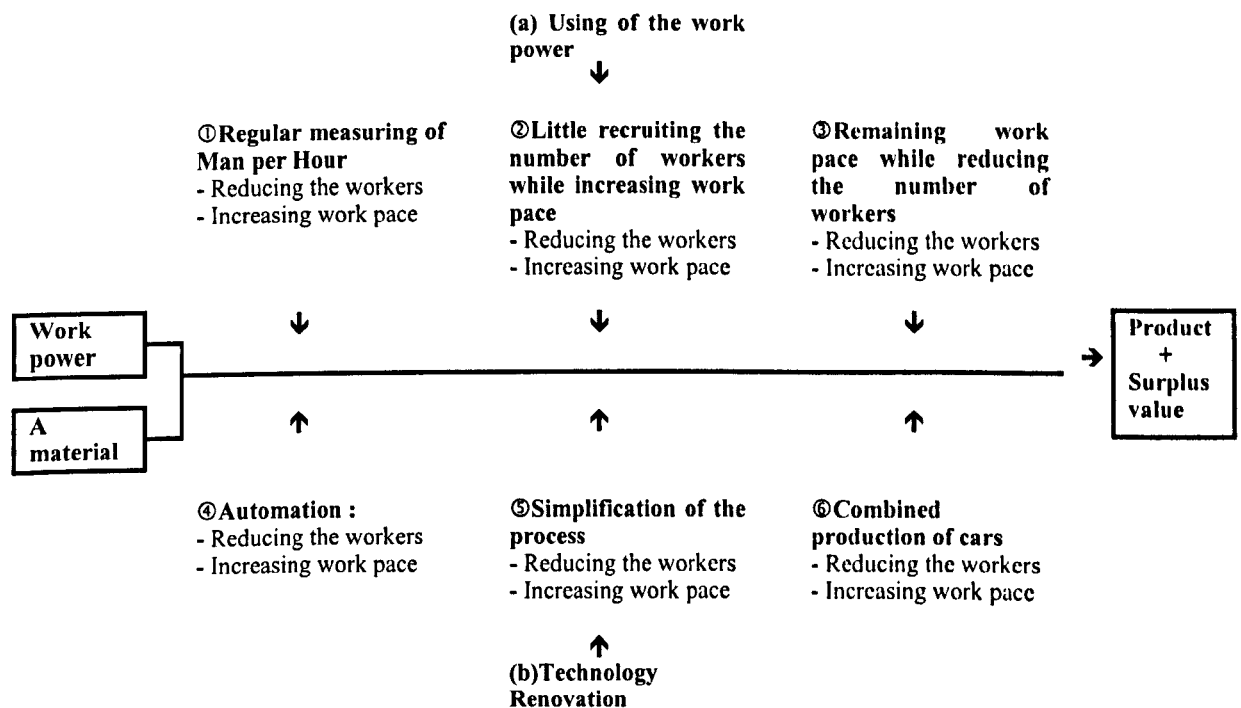 (a) Using of the work
power
①Regular measuring of
Man per Hour
- Reducing the workers
- Increasing work pace
②Little recruiting the
number of workers
while increasing work
pace
- Reducing the workers
- Increasing work pace
③Remaining work
pace while reducing
the number of
workers
- Reducing the workers
- Increasing work pace
Work
power
A
material
Product
+
Surplus
value
④Automation :
- Reducing the workers
- Increasing work pace
⑤Simplification of the
process
- Reducing the workers
- Increasing work pace
⑥Combined
production of cars
- Reducing the workers
- Increasing work pace
(b)Technology
Renovation